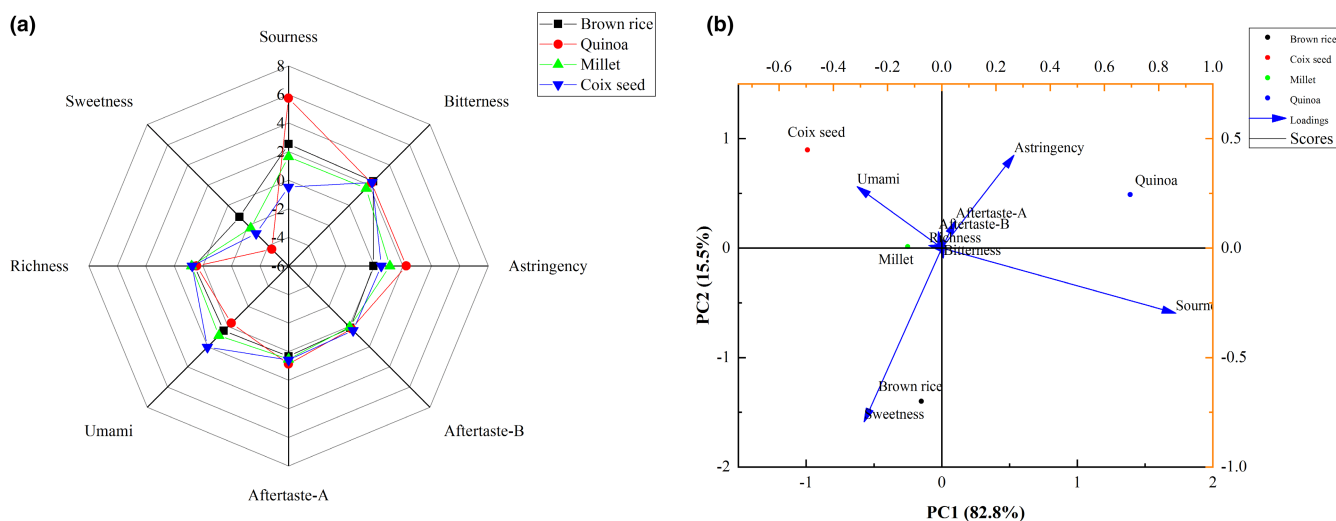 (a)
Brown rice
Quinoa
Millet
Coix seed
Sourness
Sweetness
Bitterness
Richness
Astringency
Umami
Aftertaste-B
Aftertaste-A
8
6
4
2
0
-2
-4
-6
(b)
-0.6 -0.4 -0.2 0.0 0.2 0.4 0.6 0.8 1.0
Brown rice
Coix seed
Millet
Quinoa
Loadings
Scores
Coix seed
Astringency
Umami
Quinoa
Aftertaste-A
Aftertaste-B
Richness
Millet
Bitterness
Sourne
Brown rice
Sweetness
1
0
-1
-2
0.5
0.0
-0.5
-1.0
-1 0 1 2
PC2 (15.5%)
PC1 (82.8%)